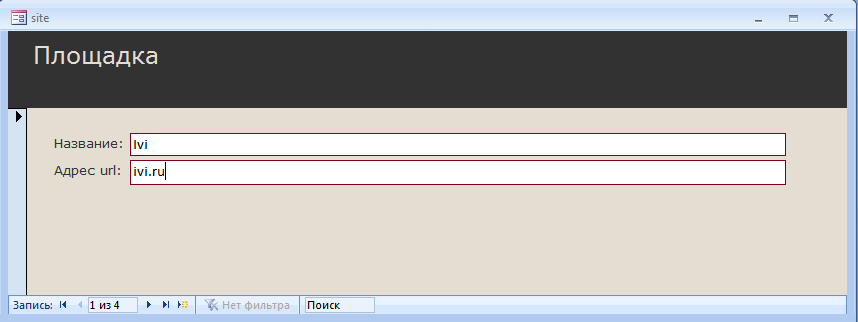 site
Площадка
Название: Ivi
Адрес url: ivi.ru
Запись: 1 из 4 Нет фильтра Поиск